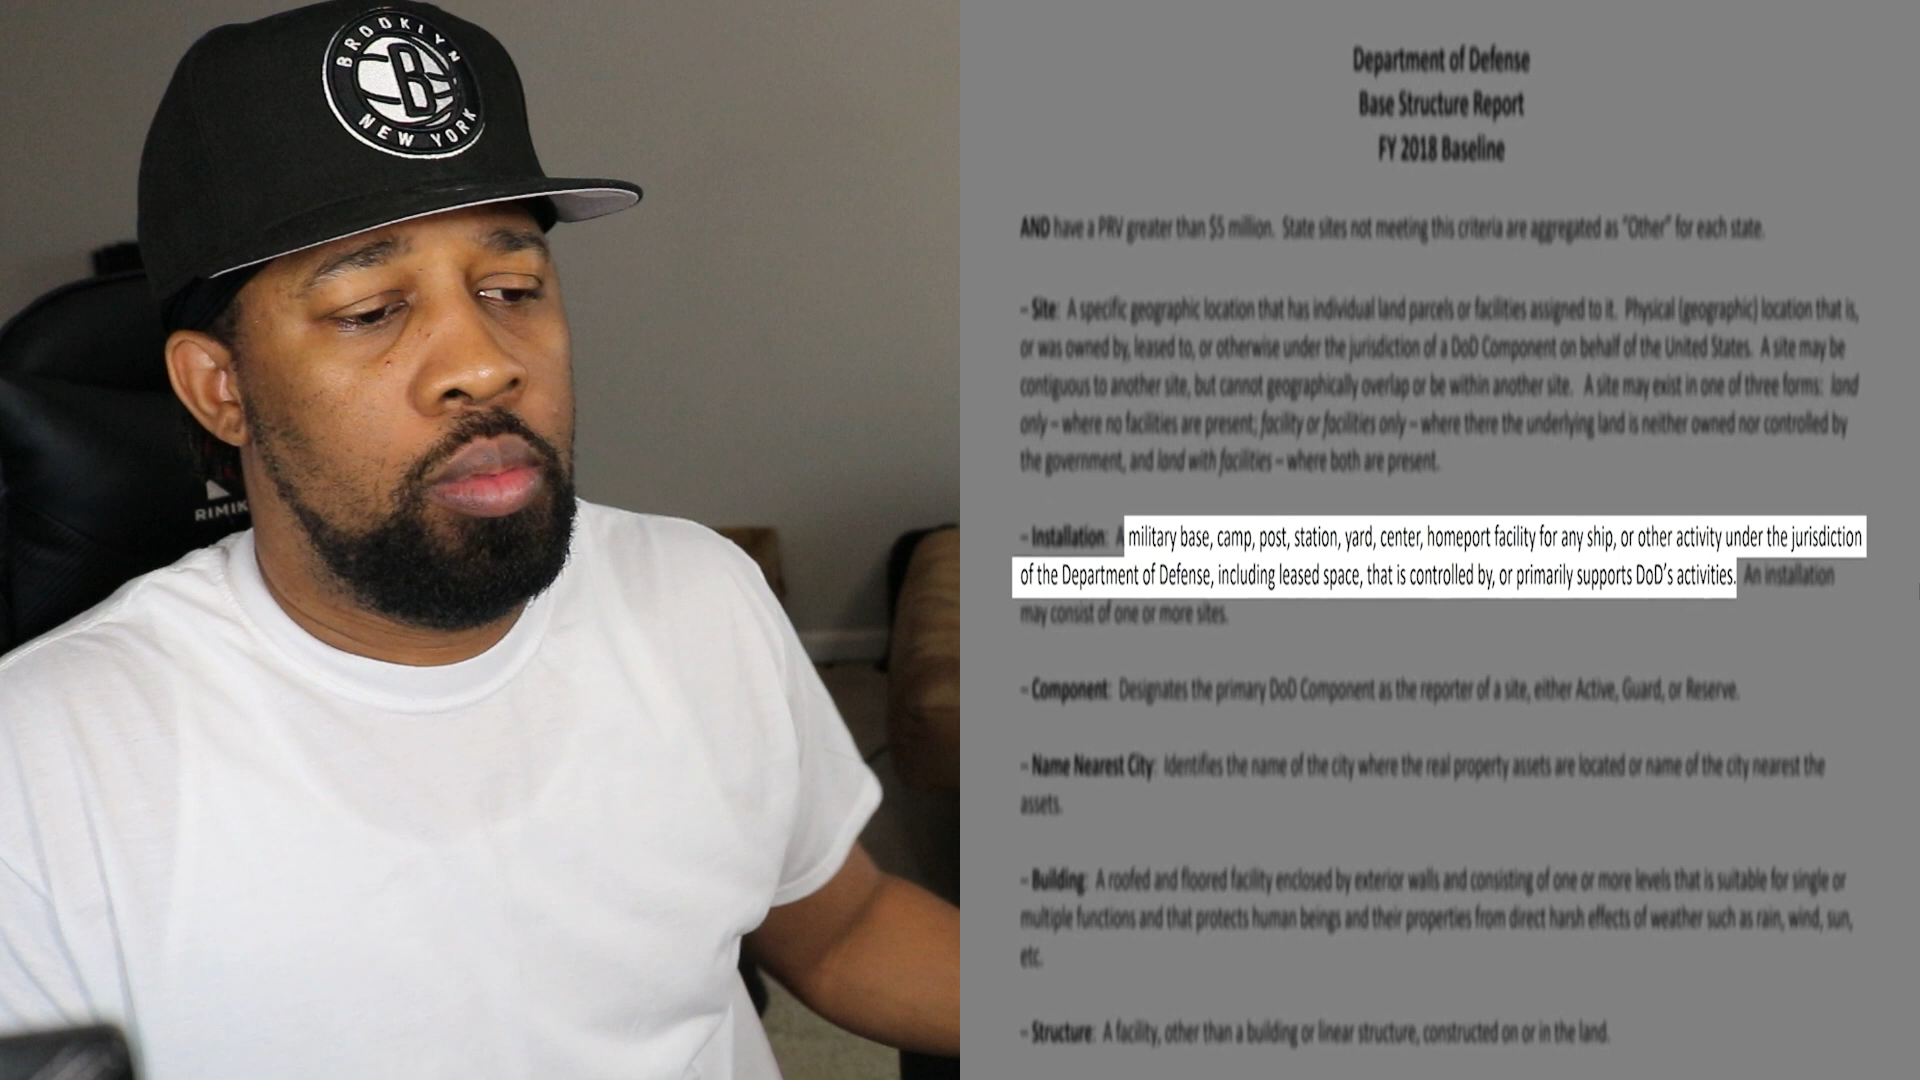 BROOKLYN
B
NEW YORK
RIMIK
Department of Defense
Base Structure Report
FY 2018 Baseline
AND have a PRV greater than $5 million. State sites not meeting this criteria are aggregated as “Other” for each state.
– Site: A specific geographic location that has individual land parcels or facilities assigned to it. Physical (geographic) location that is,
or was owned by, leased to, or otherwise under the jurisdiction of a DoD Component on behalf of the United States. A site may be
contiguous to another site, but cannot geographically overlap or be within another site. A site may exist in one of three forms: land
only – where no facilities are present; facility or facilities only – where there the underlying land is neither owned nor controlled by
the government, and land with facilities – where both are present.
– Installation: A military base, camp, post, station, yard, center, homeport facility for any ship, or other activity under the jurisdiction
of the Department of Defense, including leased space, that is controlled by, or primarily supports DoD’s activities. An installation
may consist of one or more sites.
– Component: Designates the primary DoD Component as the reporter of a site, either Active, Guard, or Reserve.
– Name Nearest City: Identifies the name of the city where the real property assets are located or name of the city nearest the
assets.
– Building: A roofed and floored facility enclosed by exterior walls and consisting of one or more levels that is suitable for single or
multiple functions and that protects human beings and their properties from direct harsh effects of weather such as rain, wind, sun,
etc.
– Structure: A facility, other than a building or linear structure, constructed on or in the land.